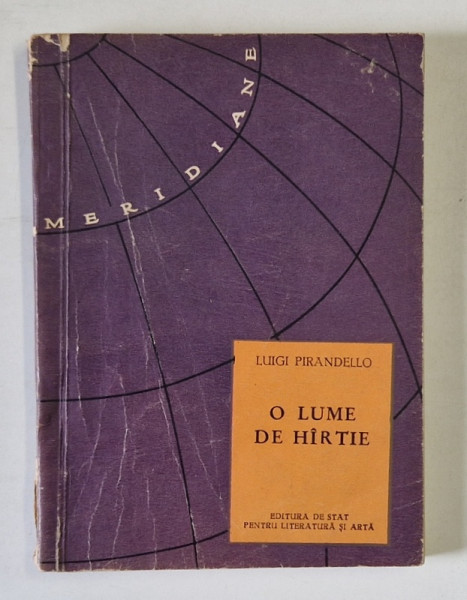 MERIDIANE
LUIGI PIRANDELLO
O LUME
DE HÎRTIE
EDITURA DE STAT
PENTRU LITERATURĂ ȘI ARTĂ